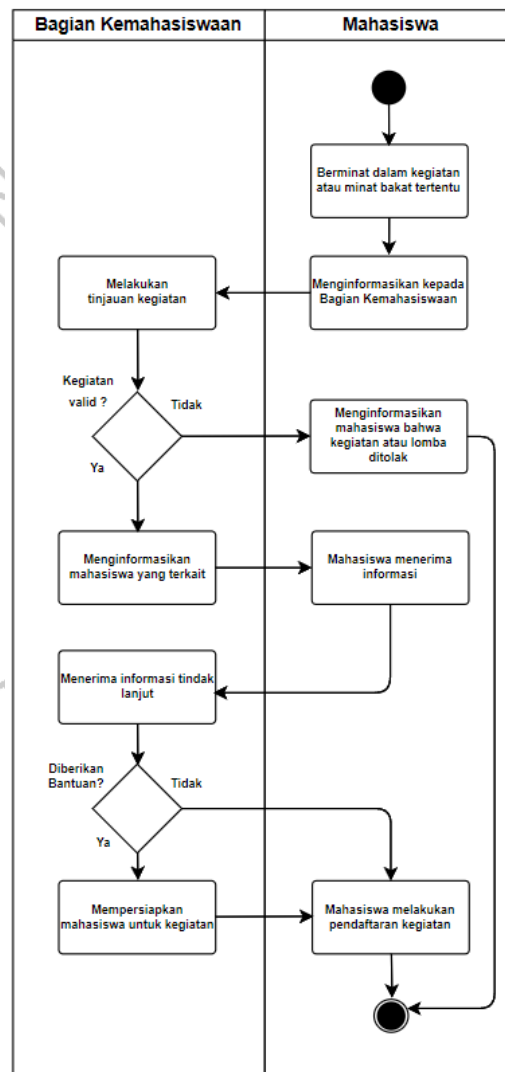 Bagian Kemahasiswaan
Mahasiswa
Berminat dalam kegiatan
atau minat bakat tertentu
Melakukan
tinjauan kegiatan
Menginformasikan kepada
Bagian Kemahasiswaan
Kegiatan
valid ?
Tidak
Ya
Menginformasikan
mahasiswa bahwa
kegiatan atau lomba
ditolak
Menginformasikan
mahasiswa yang terkait
Mahasiswa menerima
informasi
Menerima informasi tindak
lanjut
Diberikan
Bantuan?
Tidak
Ya
Mempersiapkan
mahasiswa untuk kegiatan
Mahasiswa melakukan
pendaftaran kegiatan